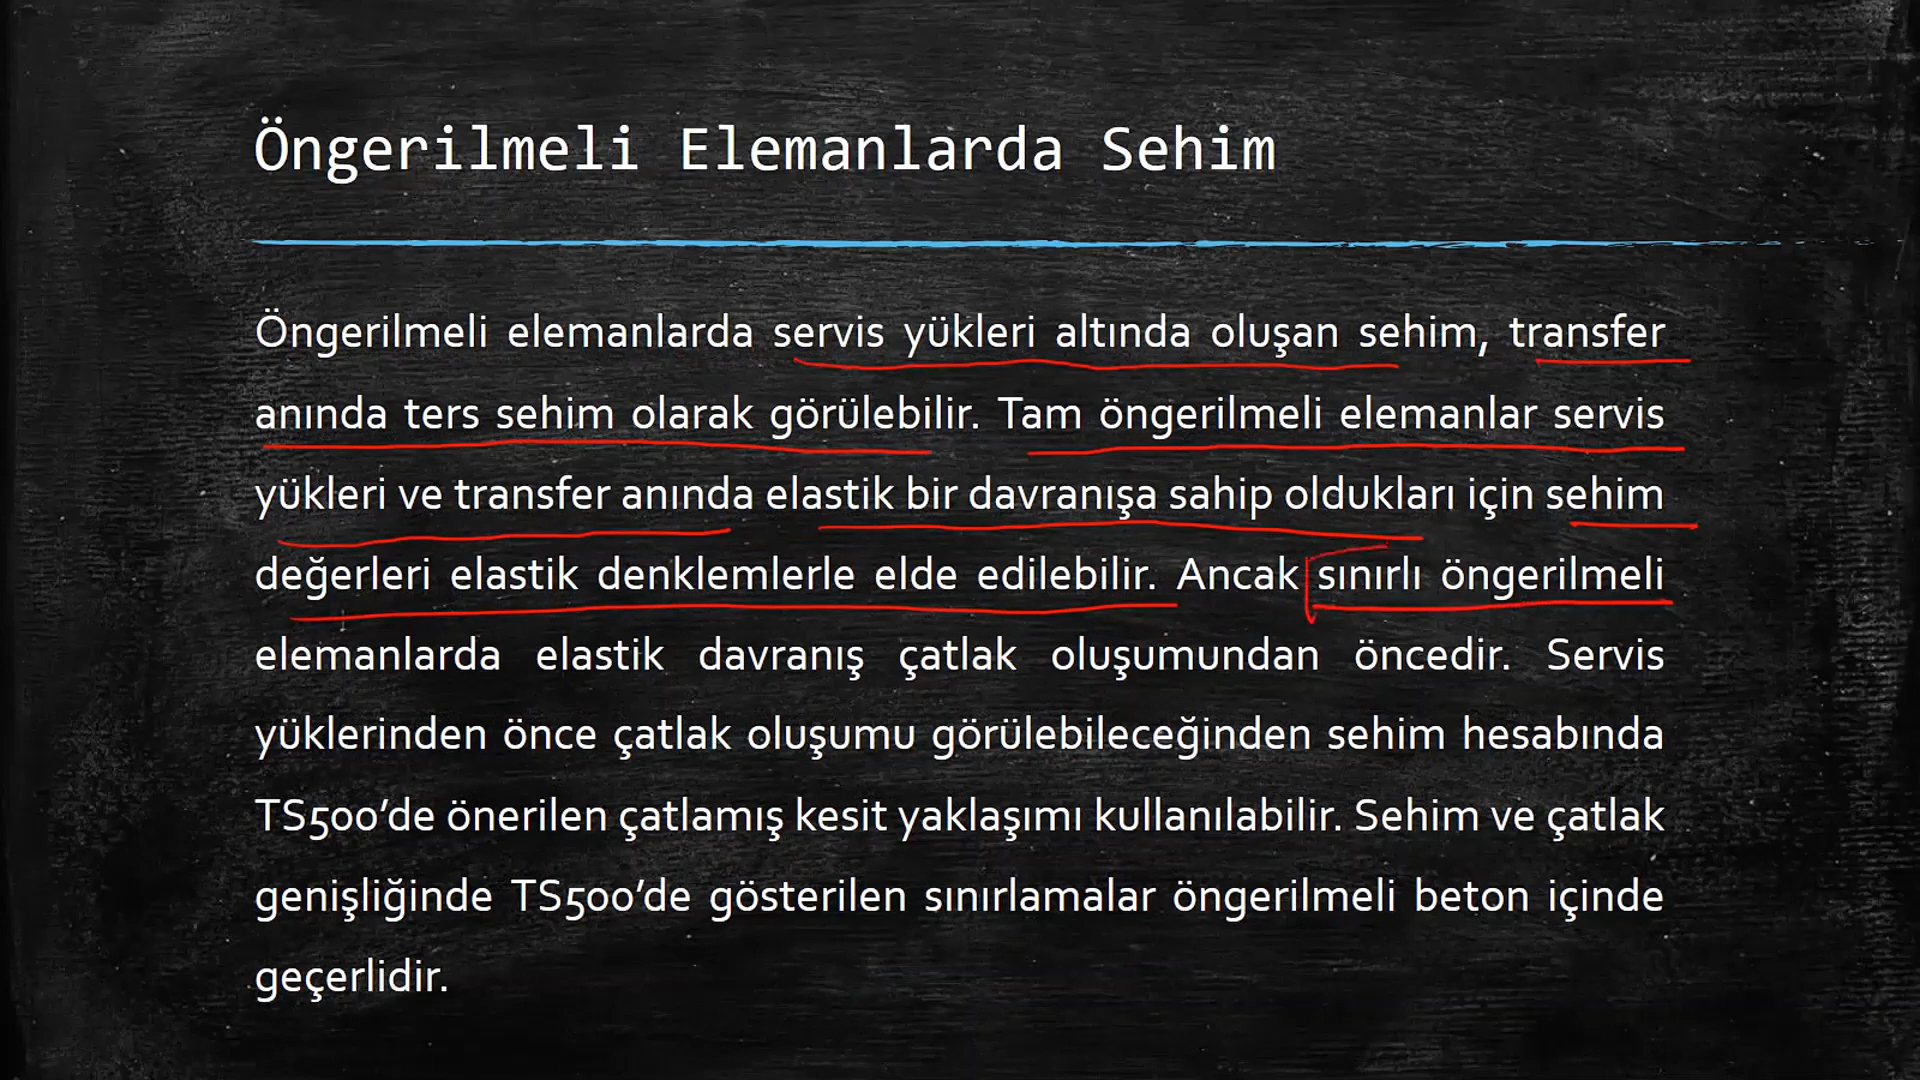 Öngerilmeli Elemanlarda Sehim
Öngerilmeli elemanlarda servis yükleri altında oluşan sehim, transfer
anında ters sehim olarak görülebilir. Tam öngerilmeli elemanlar servis
yükleri ve transfer anında elastik bir davranışa sahip oldukları için sehim
değerleri elastik denklemlerle elde edilebilir. Ancak sınırlı öngerilmeli
elemanlarda elastik davranış çatlak oluşumundan öncedir. Servis
yüklerinden önce çatlak oluşumu görülebileceğinden sehim hesabında
TS500’de önerilen çatlamış kesit yaklaşımı kullanılabilir. Sehim ve çatlak
genişliğinde TS500’de gösterilen sınırlamalar öngerilmeli beton içinde
geçerlidir.